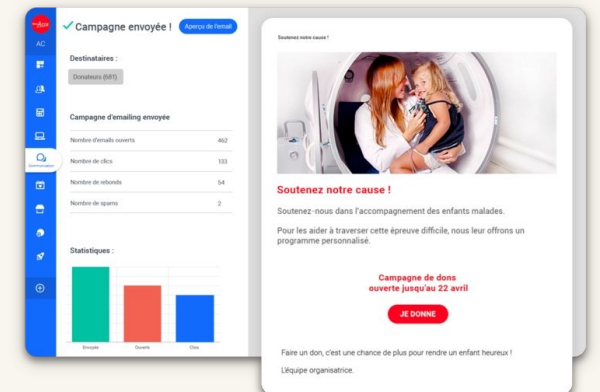 AC
Communication
Campagne envoyée !
Aperçu de l'email
Destinataires :
Donateurs (681)
Campagne d'emailing envoyée
Nombre d'emails ouverts 462
Nombre de clics 133
Nombre de rebonds 54
Nombre de spams 2
Statistiques :
Envoyés Ouverts Clics
Soutenez notre cause !
Soutenez notre cause !
Soutenez-nous dans l'accompagnement des enfants malades.
Pour les aider à traverser cette épreuve difficile, nous leur offrons un
programme personnalisé.
Campagne de dons
ouverte jusqu'au 22 avril
JE DONNE
Faire un don, c'est une chance de plus pour rendre un enfant heureux !
L'équipe organisatrice.